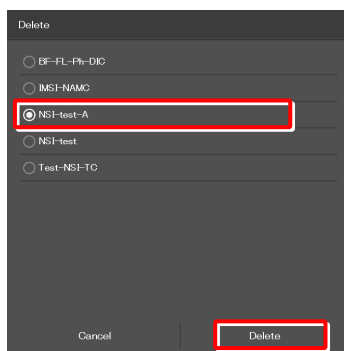 Delete
BF-FL-Ph-DIC
IMSI-NAMC
NSI-test-A
NSI-test
Test-NSI-TC
Cancel
Delete